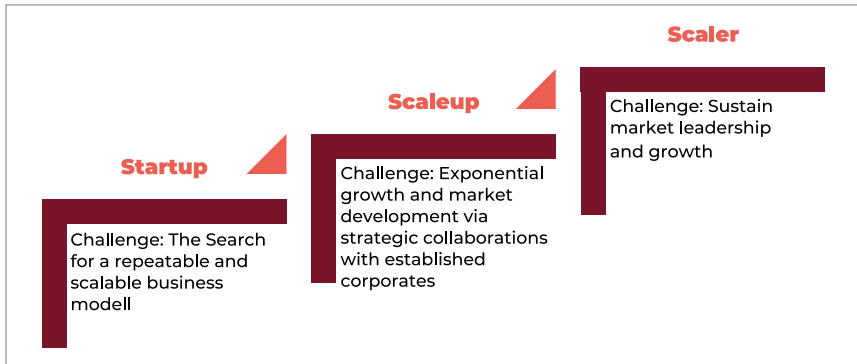 Scaler
Challenge: Sustain
market leadership
and growth
Scaleup
Challenge: Exponential
growth and market
development via
strategic collaborations
with established
corporates
Startup
Challenge: The Search
for a repeatable and
scalable business
modell